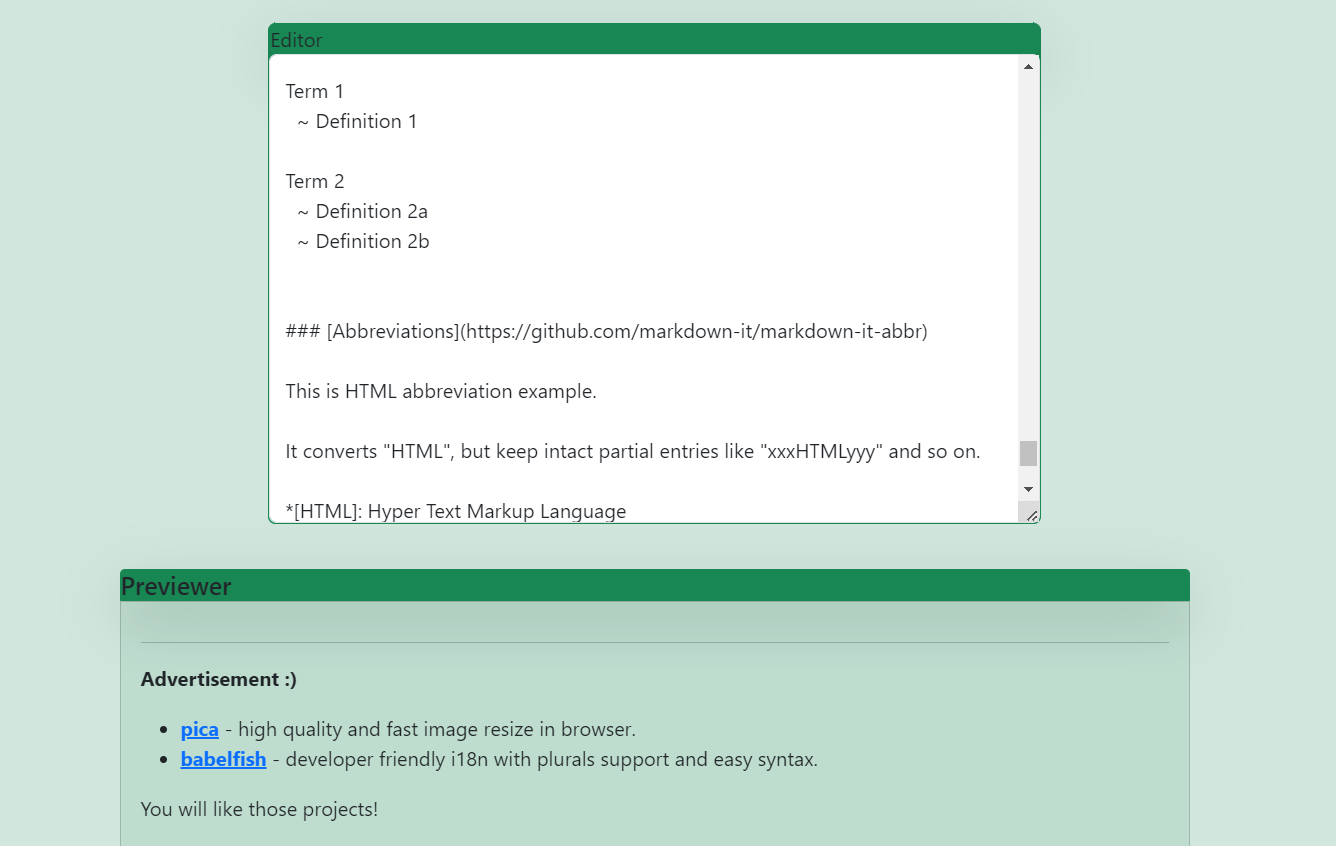 Editor
Term 1
~ Definition 1
Term 2
~ Definition 2a
~ Definition 2b
### [Abbreviations](https://github.com/markdown-it/markdown-it-abbr)
This is HTML abbreviation example.
It converts "HTML", but keep intact partial entries like "xxxHTMLyyy" and so on.
*[HTML]: Hyper Text Markup Language
Previewer
Advertisement :)
• pica - high quality and fast image resize in browser.
• babelfish - developer friendly i18n with plurals support and easy syntax.
You will like those projects!